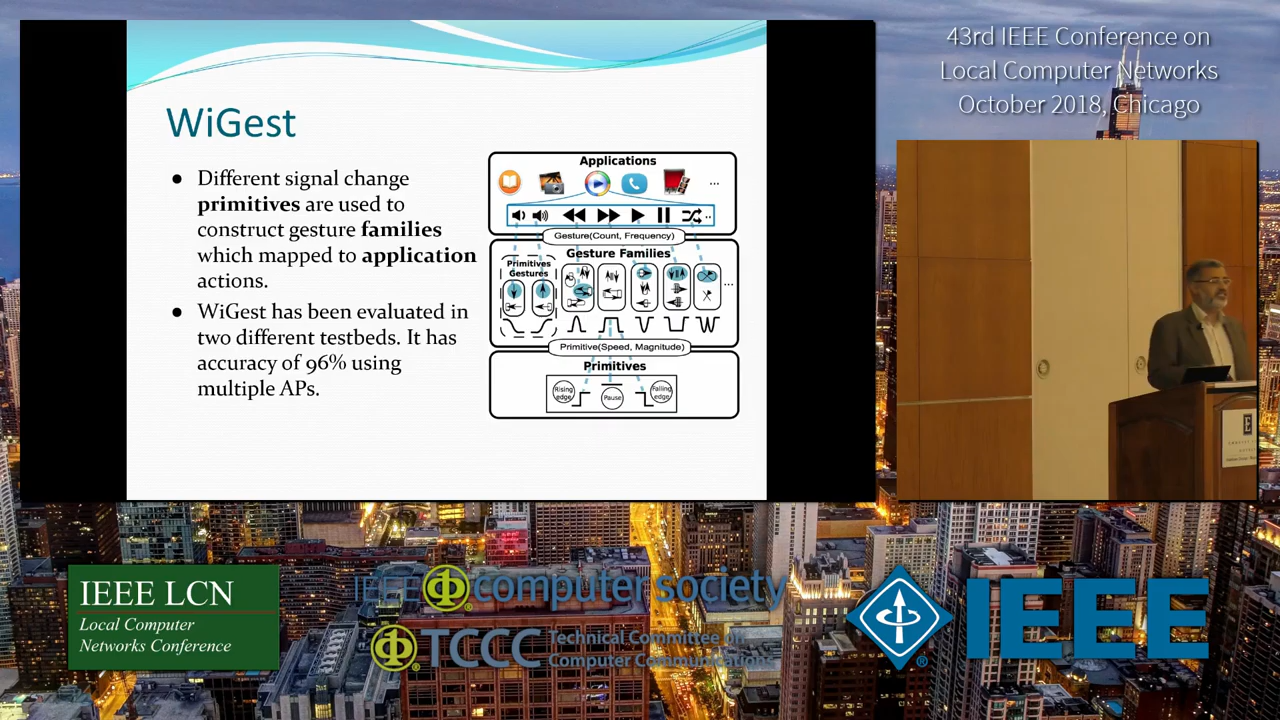 43rd IEEE Conference on
Local Computer Networks
October 2018, Chicago
WiGest
● Different signal change
primitives are used to
construct gesture families
which mapped to application
actions.
● WiGest has been evaluated in
two different testbeds. It has
accuracy of 96% using
multiple APs.
Applications
...
Gesture(Count, Frequency)
Gesture Families
Primitives
Gestures
...
Primitive(Speed, Magnitude)
Primitives
Rising
edge
Pause
Falling
edge
IEEE LCN
Local Computer
Networks Conference
IEEE computer society
TCCC Technical Committee on
Computer Communications
IEEE
®